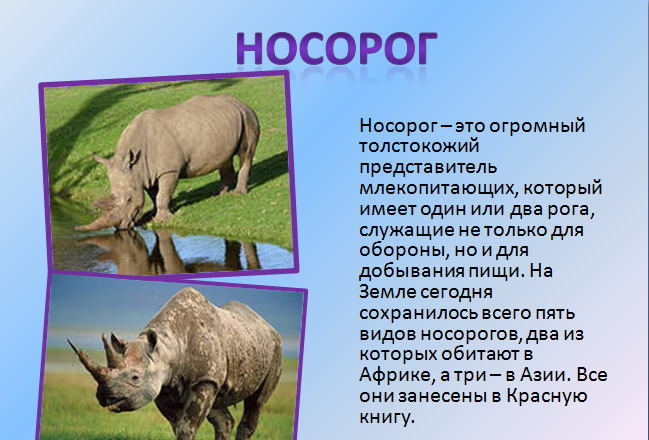 НОСОРОГ
Носорог – это огромный
толстокожий
представитель
млекопитающих, который
имеет один или два рога,
служащие не только для
обороны, но и для
добывания пищи. На
Земле сегодня
сохранилось всего пять
видов носорогов, два из
которых обитают в
Африке, а три – в Азии. Все
они занесены в Красную
книгу.